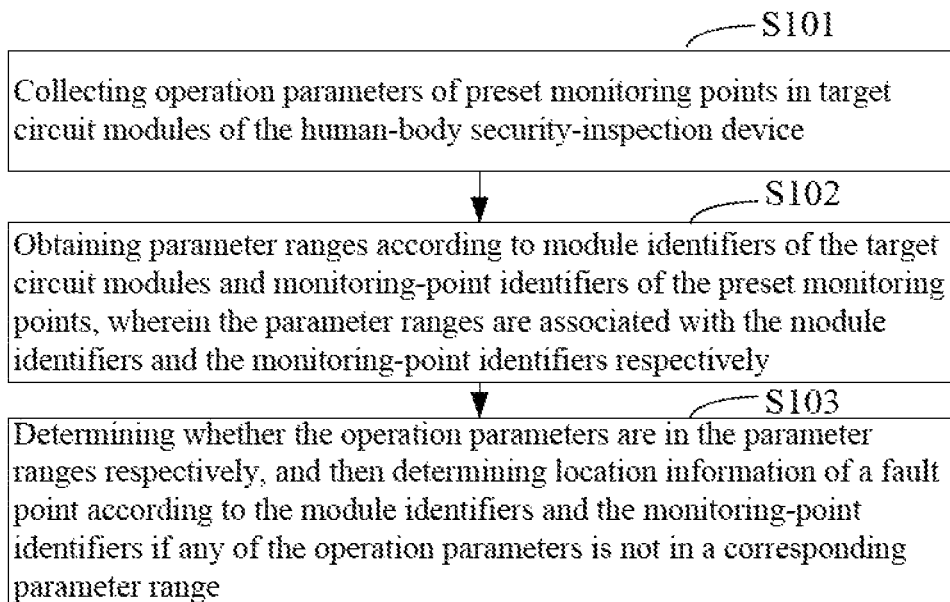 S101
Collecting operation parameters of preset monitoring points in target
circuit modules of the human-body security-inspection device
S102
Obtaining parameter ranges according to module identifiers of the target
circuit modules and monitoring-point identifiers of the preset monitoring
points, wherein the parameter ranges are associated with the module
identifiers and the monitoring-point identifiers respectively
S103
Determining whether the operation parameters are in the parameter
ranges respectively, and then determining location information of a fault
point according to the module identifiers and the monitoring-point
identifiers if any of the operation parameters is not in a corresponding
parameter range